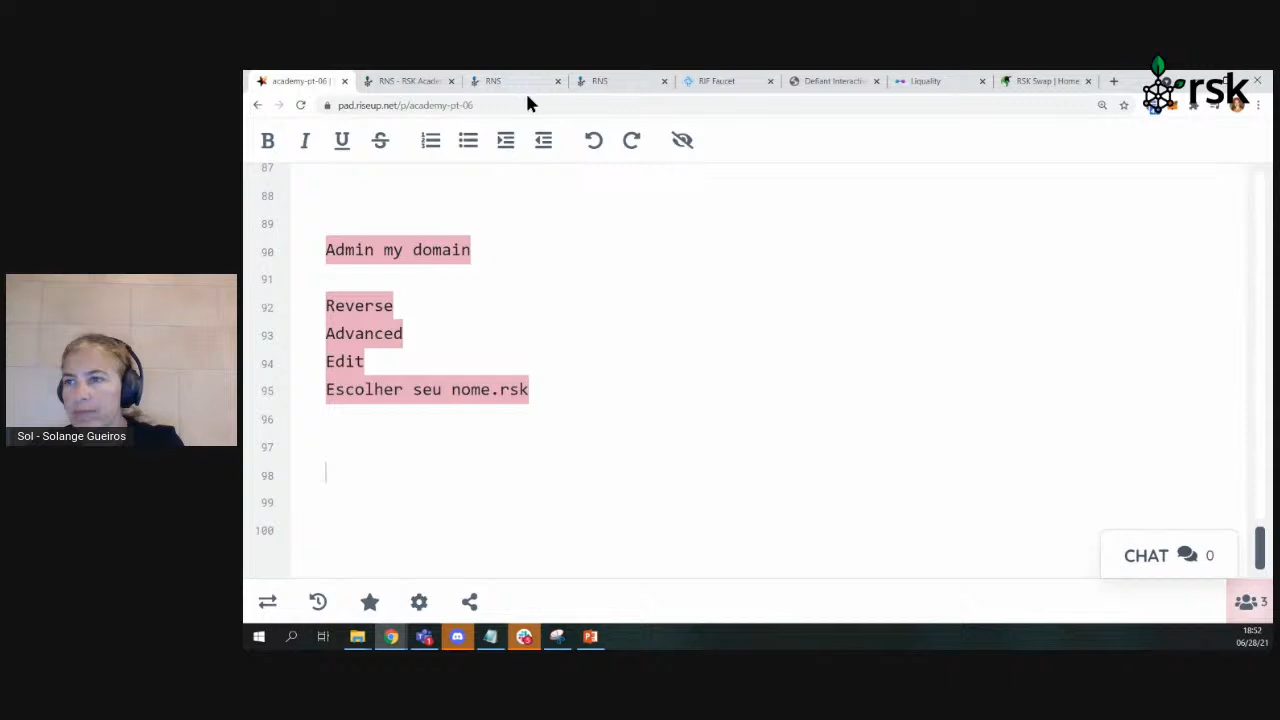 academy-pt-06 |
RNS - RSK Acade
RNS
RNS
RIF Faucet
Defiant Interacti
Liquality
RSK Swap | Home
rsk
pad.riseup.net/p/academy-pt-06
B I U S
87
88
89
90 Admin my domain
91
92 Reverse
93 Advanced
94 Edit
95 Escolher seu nome.rsk
96
97
98
99
100
Sol - Solange Gueiros
CHAT 0
3
18:52
06/28/21